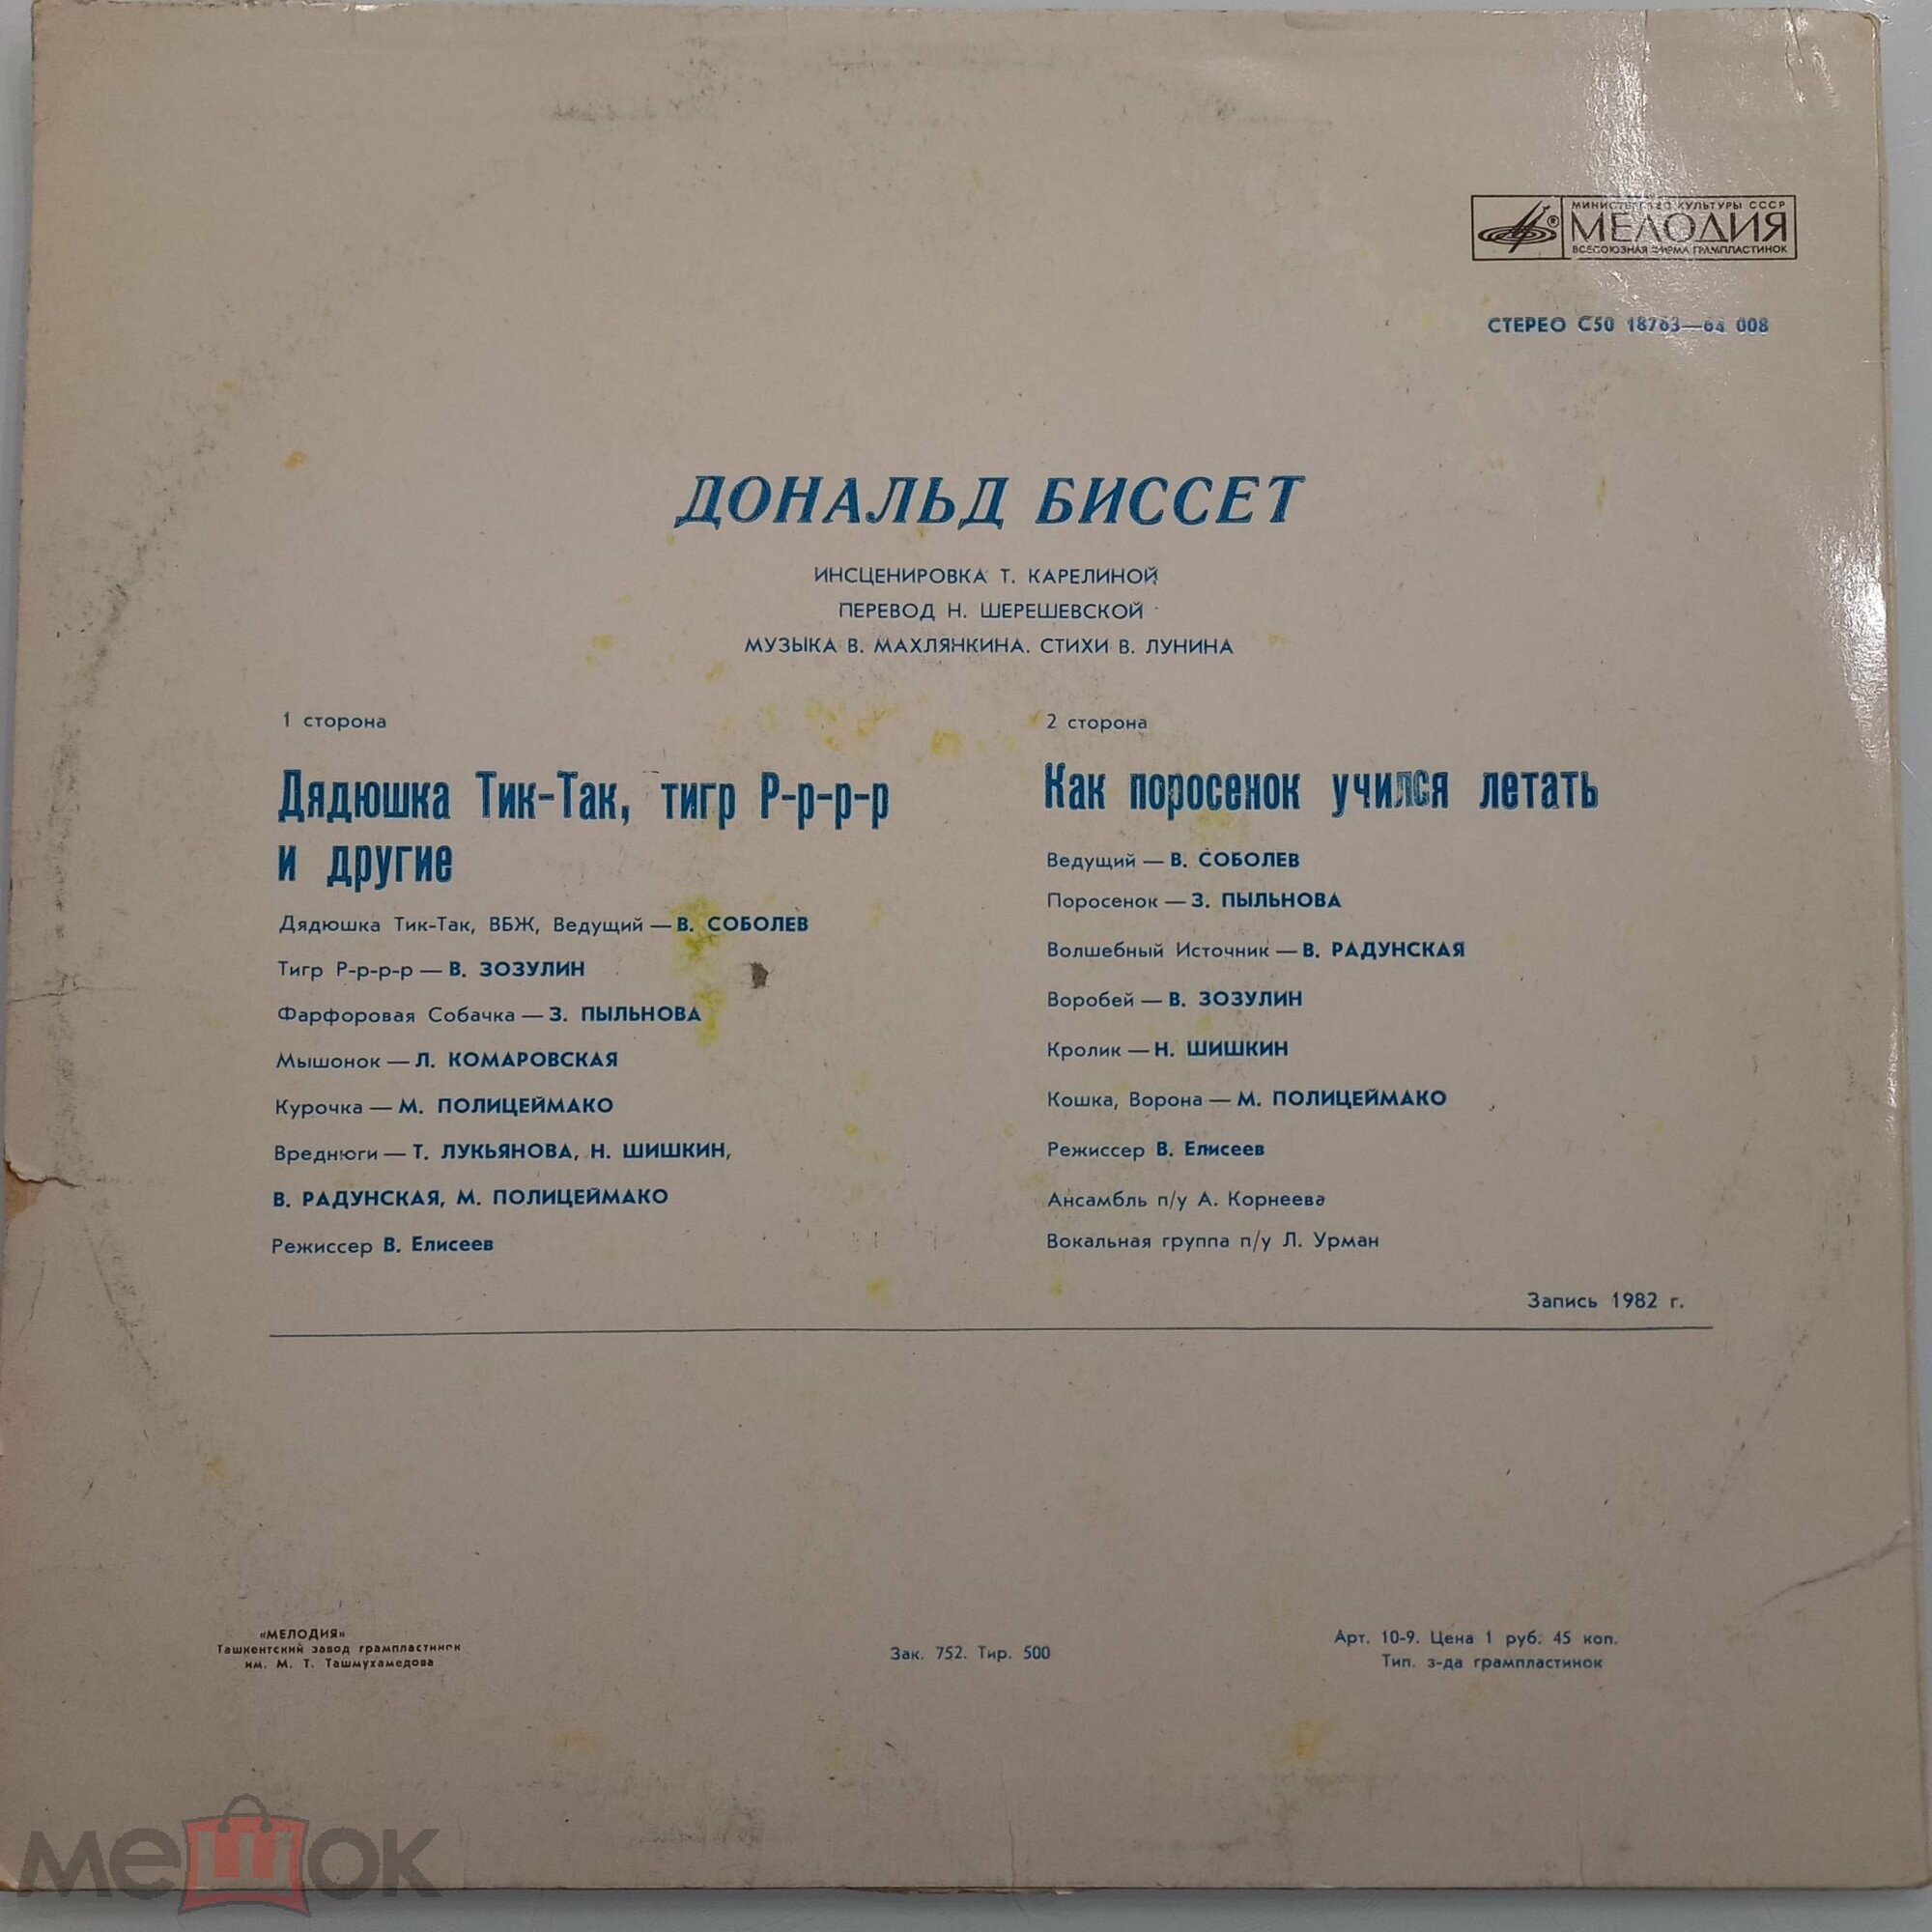 МИНИСТЕРСТВО КУЛЬТУРЫ СССР
МЕЛОДИЯ
ВСЕСОЮЗНАЯ ФИРМА ГРАМПЛАСТИНОК
СТЕРЕО С50 18763—64 008
ДОНАЛЬД БИССЕТ
ИНСЦЕНИРОВКА Т. КАРЕЛИНОЙ
ПЕРЕВОД Н. ШЕРЕШЕВСКОЙ
МУЗЫКА В. МАХЛЯНКИНА. СТИХИ В. ЛУНИНА
1 сторона
Дядюшка Тик-Так, тигр Р-р-р-р
и другие
Дядюшка Тик-Так, ВБЖ, Ведущий — В. СОБОЛЕВ
Тигр Р-р-р-р — В. ЗОЗУЛИН
Фарфоровая Собачка — З. ПЫЛЬНОВА
Мышонок — Л. КОМАРОВСКАЯ
Курочка — М. ПОЛИЦЕЙМАКО
Вреднюги — Т. ЛУКЬЯНОВА, Н. ШИШКИН,
В. РАДУНСКАЯ, М. ПОЛИЦЕЙМАКО
Режиссер В. Елисеев
2 сторона
Как поросенок учился летать
Ведущий — В. СОБОЛЕВ
Поросенок — З. ПЫЛЬНОВА
Волшебный Источник — В. РАДУНСКАЯ
Воробей — В. ЗОЗУЛИН
Кролик — Н. ШИШКИН
Кошка, Ворона — М. ПОЛИЦЕЙМАКО
Режиссер В. Елисеев
Ансамбль п/у А. Корнеева
Вокальная группа п/у Л. Урман
Запись 1982 г.
«МЕЛОДИЯ»
Ташкентский завод грампластинок
им. М. Т. Ташмухамедова
Зак. 752. Тир. 500
Арт. 10-9. Цена 1 руб. 45 коп.
Тип. з-да грампластинок
мешок